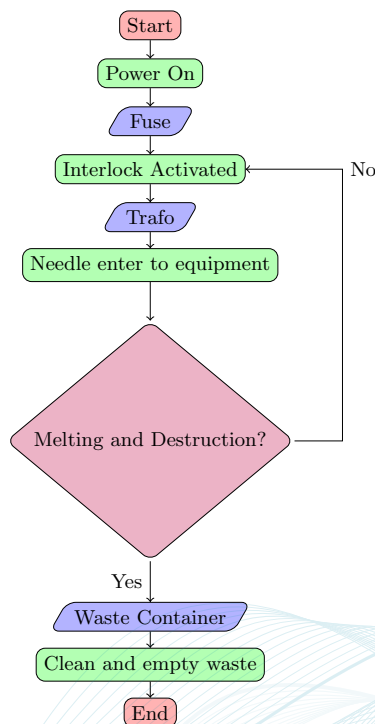 Start
Power On
Fuse
Interlock Activated
No
Trafo
Needle enter to equipment
Melting and Destruction?
Yes
Waste Container
Clean and empty waste
End